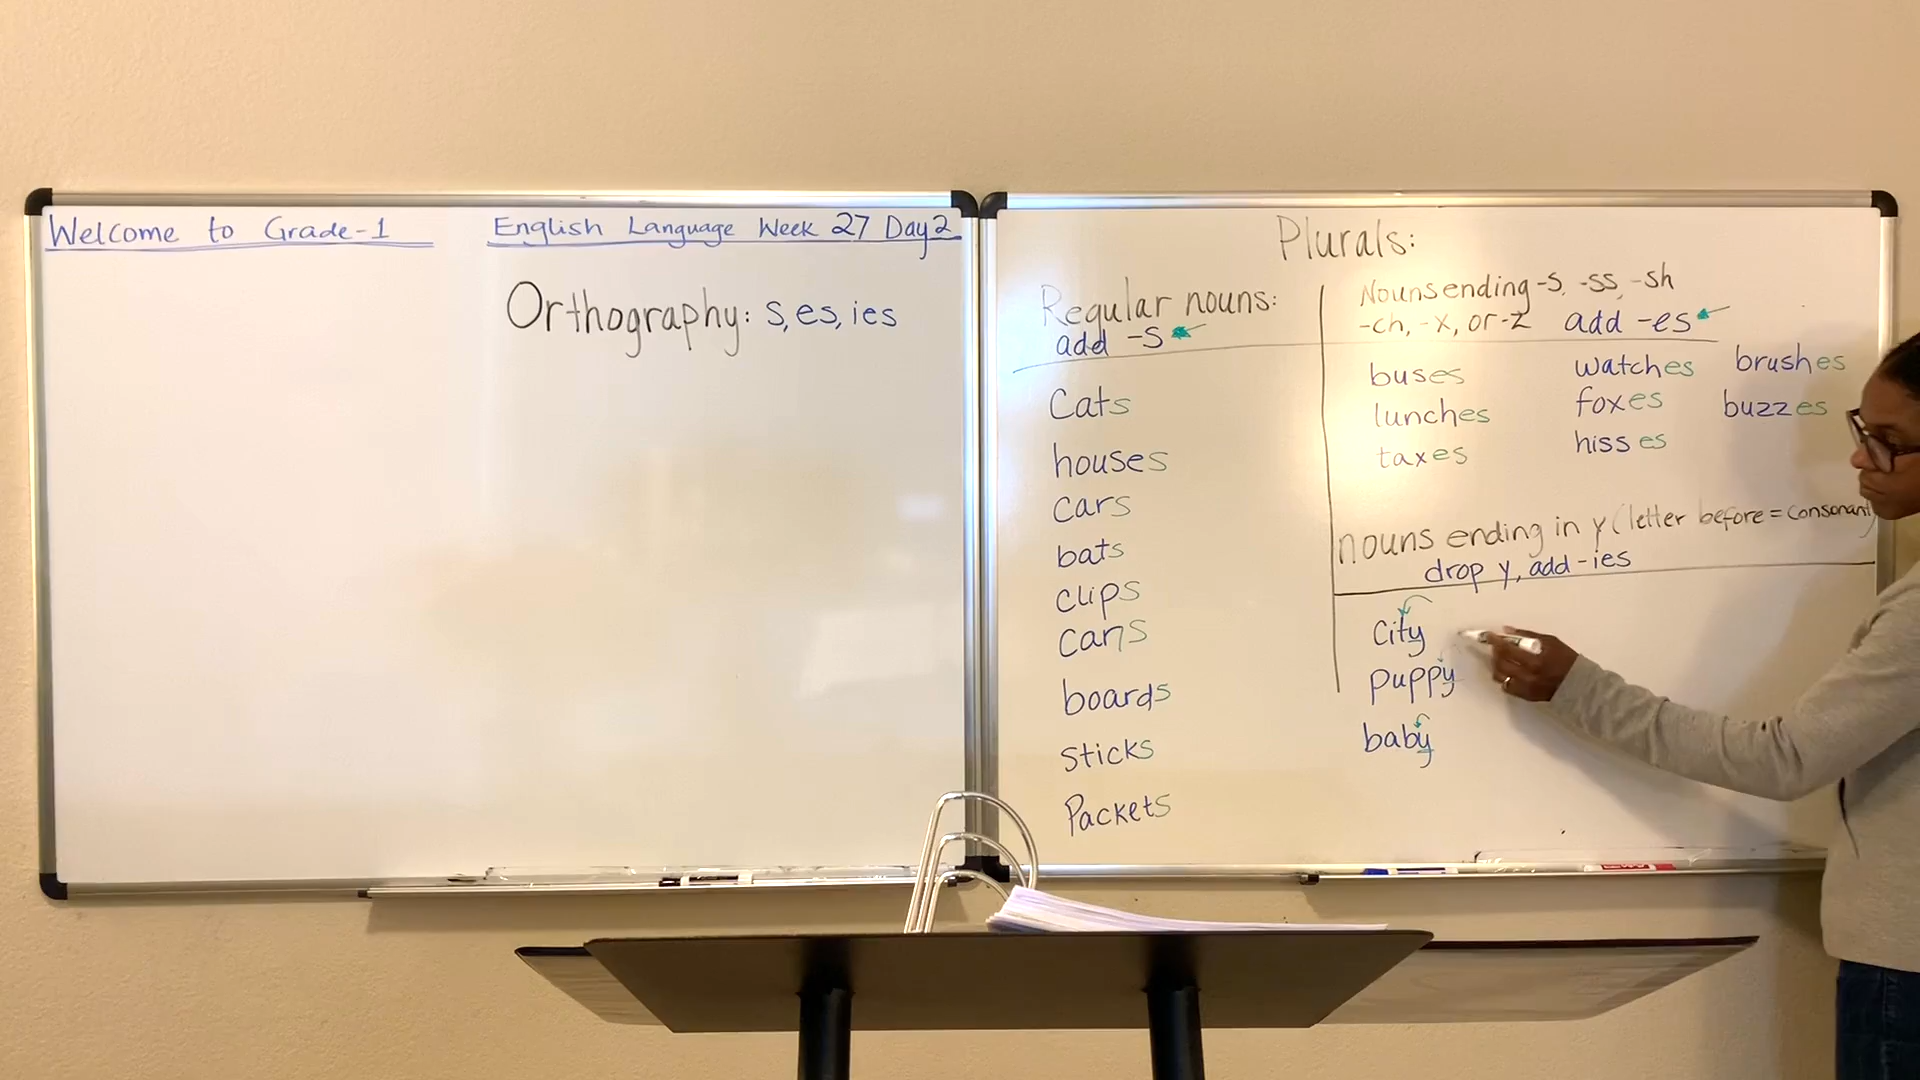 Welcome to Grade-1
English Language Week 27 Day 2
Orthography: s, es, ies
Plurals:
Regular nouns:
add -s
Cats
houses
cars
bats
clips
cans
boards
sticks
Packets
Nouns ending -s, -ss, -sh
-ch, -x, or -z add -es
buses watches brushes
lunches foxes buzzes
taxes hisses
nouns ending in y (letter before = consonant)
drop y, add -ies
city
puppy
baby